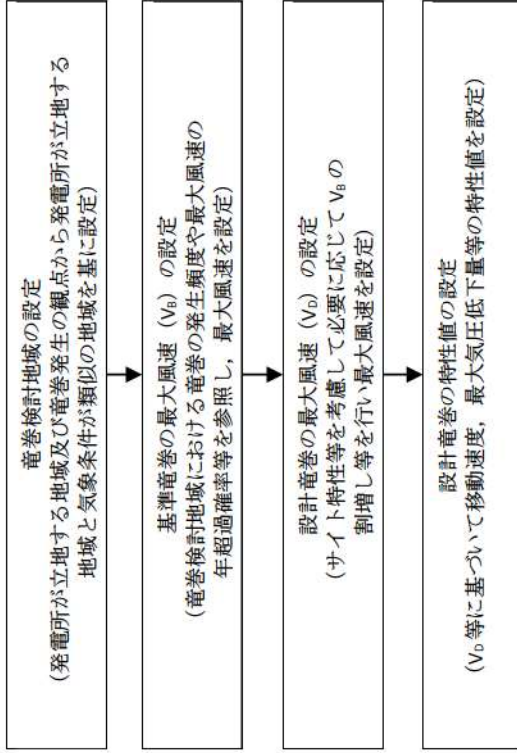 竜巻検討地域の設定
(発電所が立地する地域及び竜巻発生の観点から発電所が立地する
地域と気象条件が類似の地域を基に設定)
基準竜巻の最大風速（VB）の設定
(竜巻検討地域における竜巻の発生頻度や最大風速の
年超過確率等を参照し，最大風速を設定)
設計竜巻の最大風速（VD）の設定
(サイト特性等を考慮して必要に応じて VB の
割増し等を行い最大風速を設定)
設計竜巻の特性値の設定
(VD 等に基づいて移動速度，最大気圧低下量等の特性値を設定)